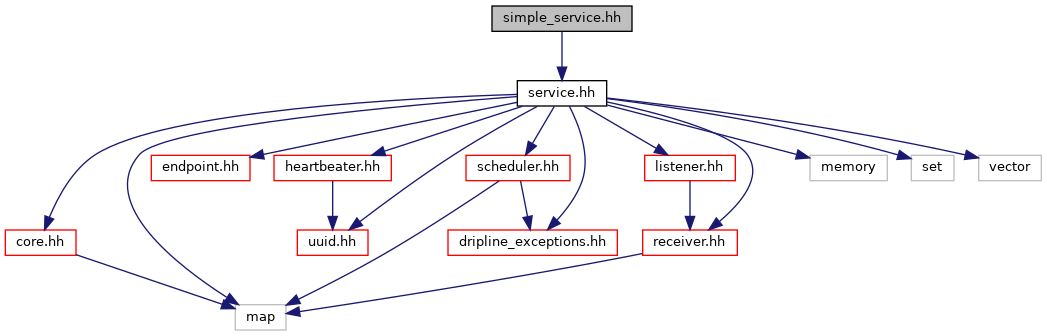 simple_service.hh
service.hh
endpoint.hh
heartbeater.hh
scheduler.hh
listener.hh
memory
set
vector
core.hh
uuid.hh
dripline_exceptions.hh
receiver.hh
map